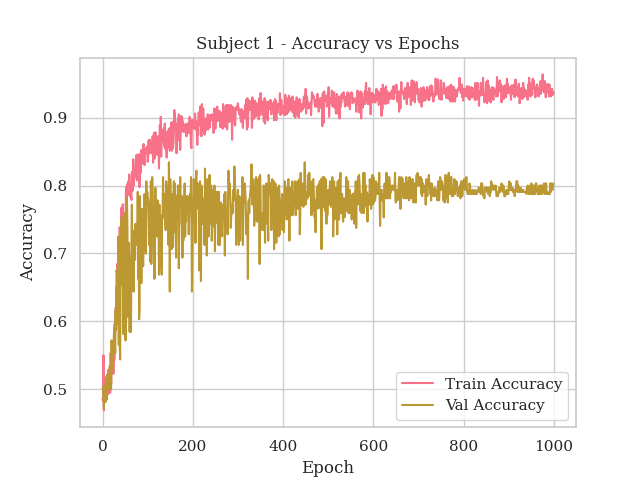 Subject 1 - Accuracy vs Epochs
Accuracy
0.9
0.8
0.7
0.6
0.5
0 200 400 600 800 1000
Epoch
Train Accuracy
Val Accuracy